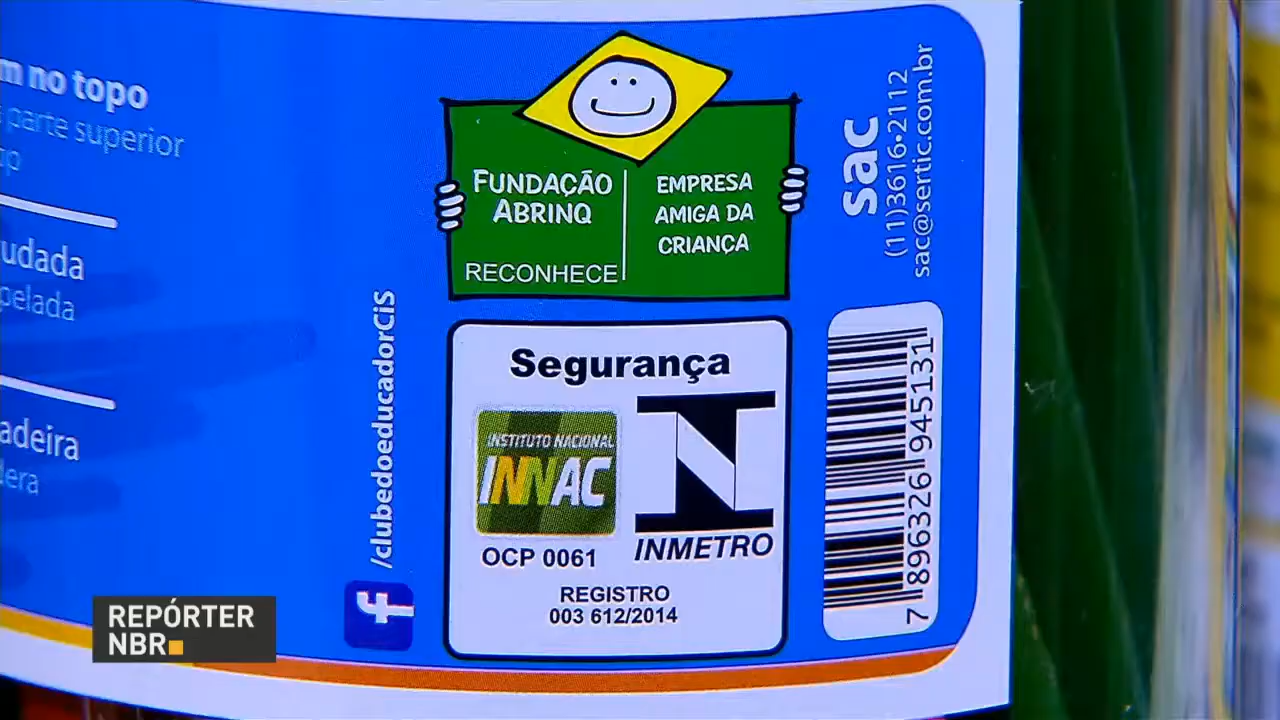 m no topo
parte superior
udada
pelada
adeira
dera
FUNDAÇÃO
ABRINQ
RECONHECE
EMPRESA
AMIGA DA
CRIANÇA
sac
(11)3616-2112
sac@sertic.com.br
/clubedoeducadorCiS
f
Segurança
INSTITUTO NACIONAL
INNAC
OCP 0061
INMETRO
REGISTRO
003 612/2014
7 896326 945131
REPÓRTER
NBR